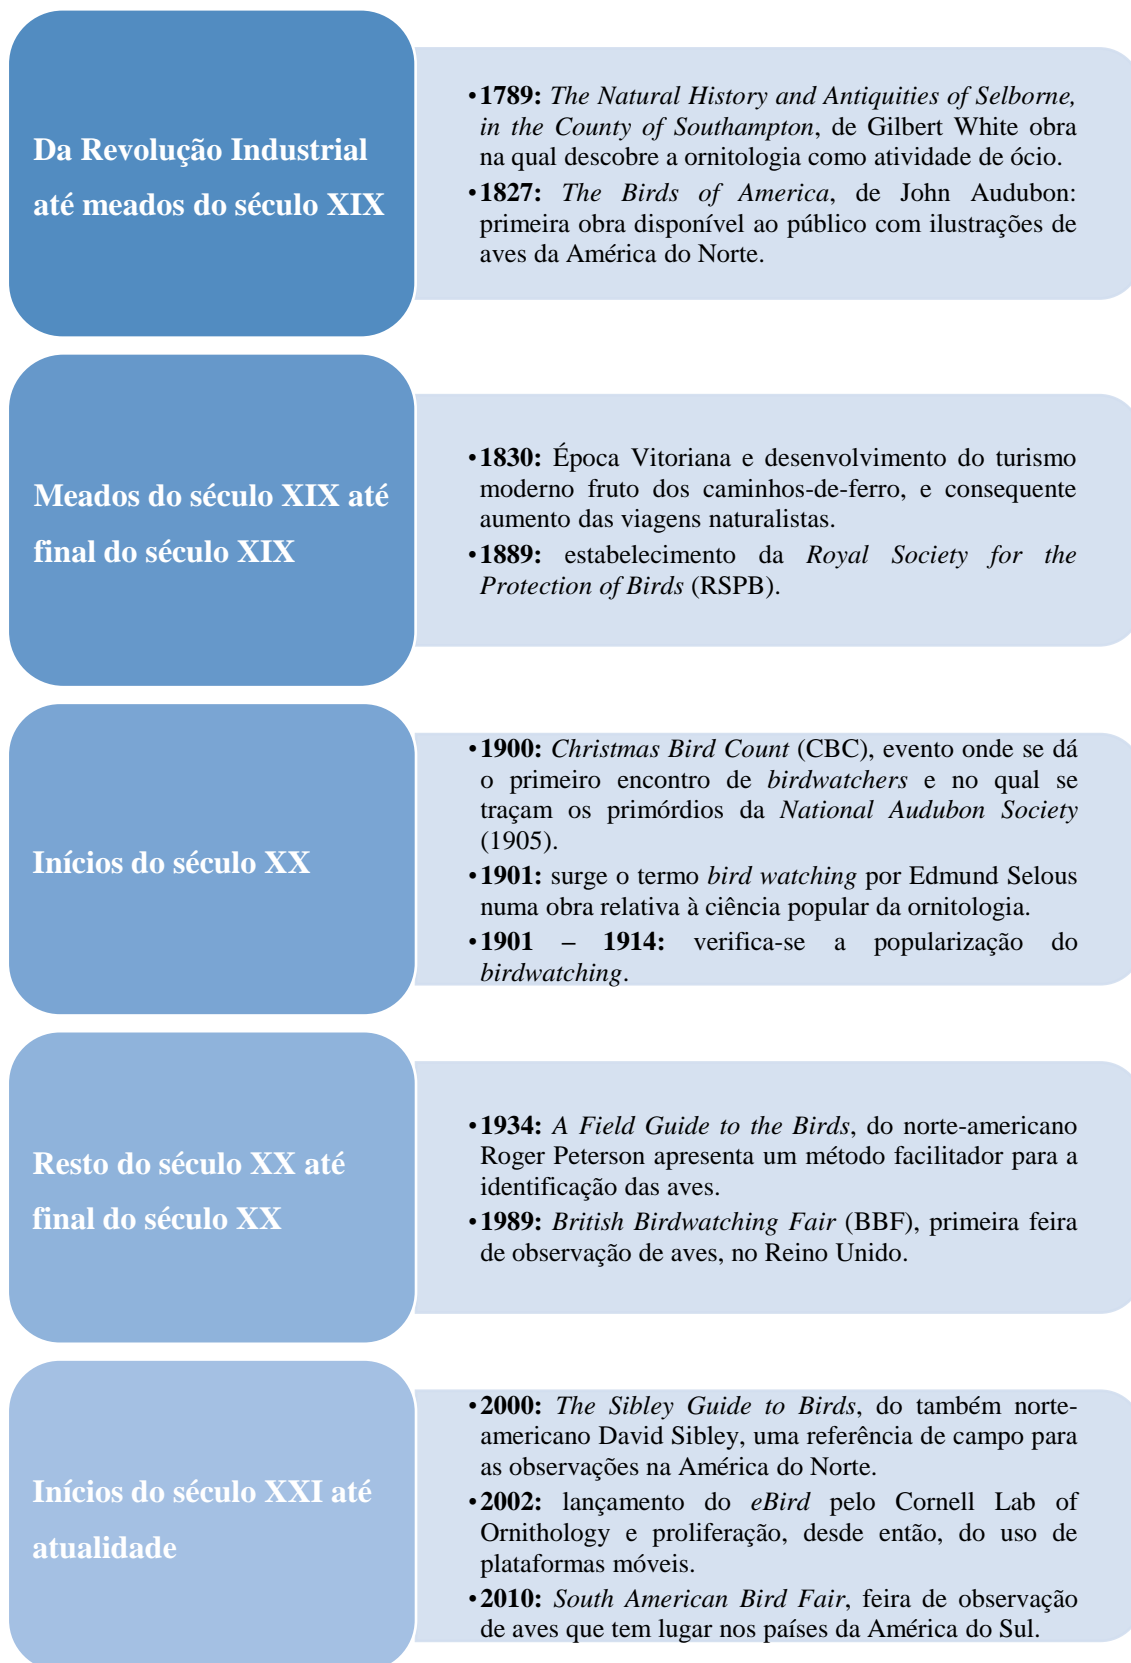 Da Revolução Industrial
até meados do século XIX
•1789: The Natural History and Antiquities of Selborne,
in the County of Southampton, de Gilbert White obra
na qual descobre a ornitologia como atividade de ócio.
•1827: The Birds of America, de John Audubon:
primeira obra disponível ao público com ilustrações de
aves da América do Norte.
Meados do século XIX até
final do século XIX
•1830: Época Vitoriana e desenvolvimento do turismo
moderno fruto dos caminhos-de-ferro, e consequente
aumento das viagens naturalistas.
•1889: estabelecimento da Royal Society for the
Protection of Birds (RSPB).
Inícios do século XX
•1900: Christmas Bird Count (CBC), evento onde se dá
o primeiro encontro de birdwatchers e no qual se
traçam os primórdios da National Audubon Society
(1905).
•1901: surge o termo bird watching por Edmund Selous
numa obra relativa à ciência popular da ornitologia.
•1901 – 1914: verifica-se a popularização do
birdwatching.
Resto do século XX até
final do século XX
•1934: A Field Guide to the Birds, do norte-americano
Roger Peterson apresenta um método facilitador para a
identificação das aves.
•1989: British Birdwatching Fair (BBF), primeira feira
de observação de aves, no Reino Unido.
Inícios do século XXI até
atualidade
•2000: The Sibley Guide to Birds, do também norte-
americano David Sibley, uma referência de campo para
as observações na América do Norte.
•2002: lançamento do eBird pelo Cornell Lab of
Ornithology e proliferação, desde então, do uso de
plataformas móveis.
•2010: South American Bird Fair, feira de observação
de aves que tem lugar nos países da América do Sul.